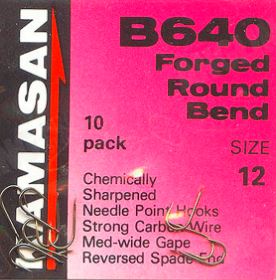 KAMASAN
B640
Forged
Round
Bend
10
pack
SIZE
12
Chemically
Sharpened
Needle Point Hooks
Strong Carbon Wire
Med-wide Gape
Reversed Spade End